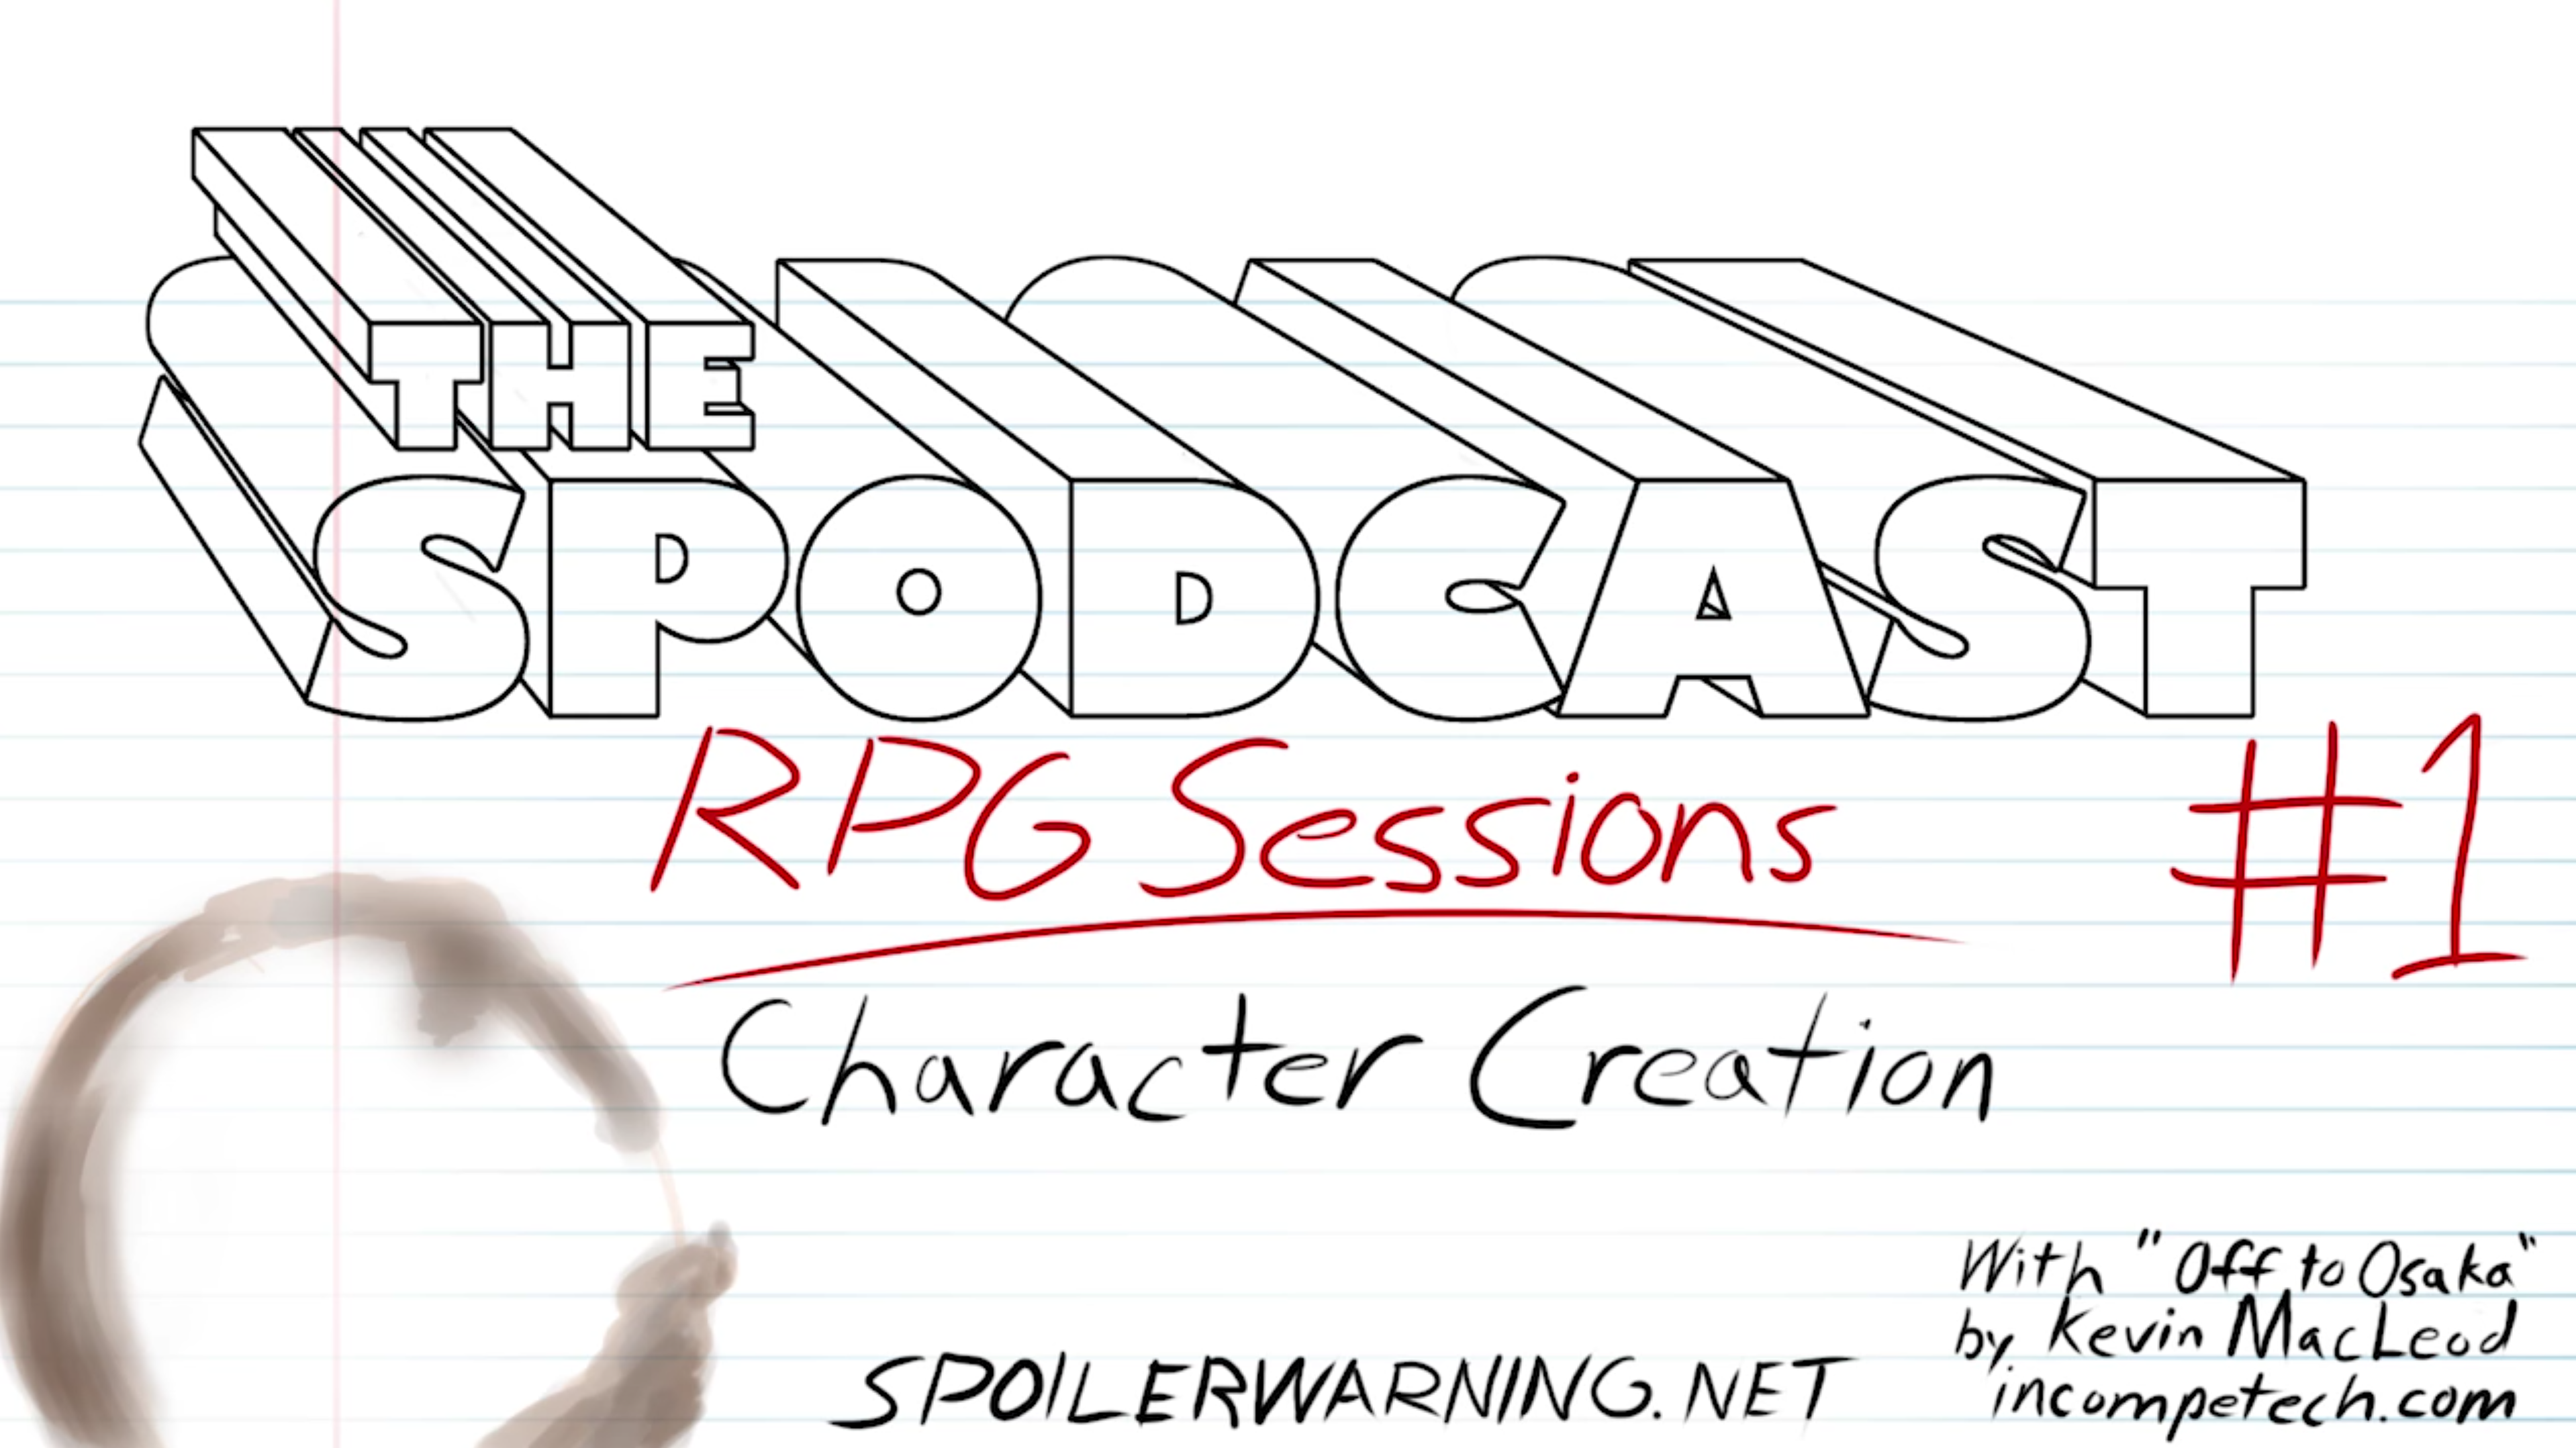 THE
SPODCAST
RPG Sessions #1
Character Creation
With "Off to Osaka"
by Kevin MacLeod
incompetech.com
SPOILERWARNING.NET